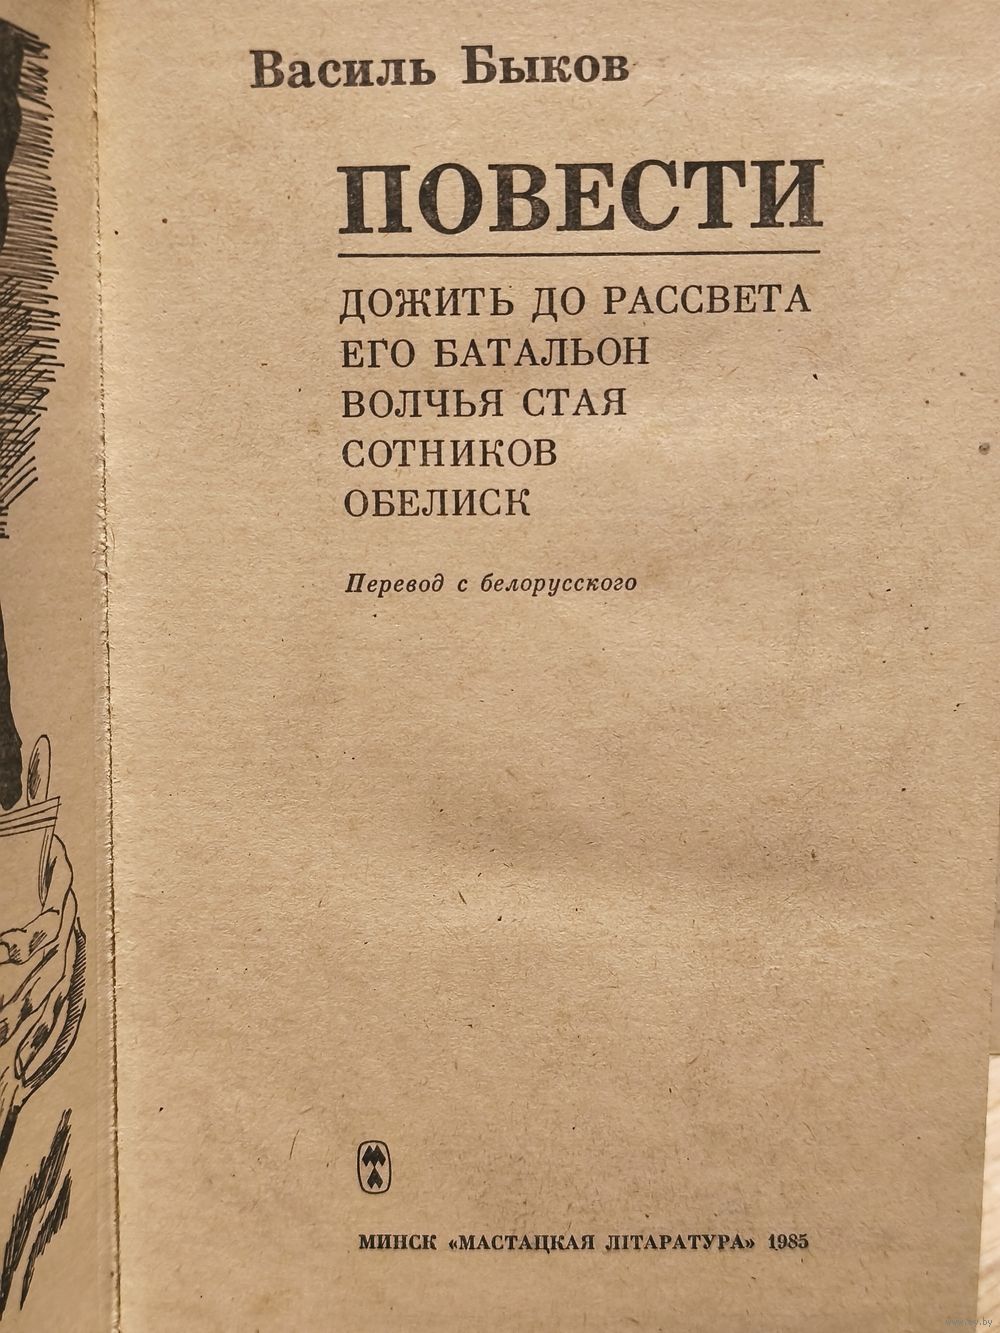 Василь Быков
ПОВЕСТИ
ДОЖИТЬ ДО РАССВЕТА
ЕГО БАТАЛЬОН
ВОЛЧЬЯ СТАЯ
СОТНИКОВ
ОБЕЛИСК
Перевод с белорусского
МИНСК «МАСТАЦКАЯ ЛІТАРАТУРА» 1985